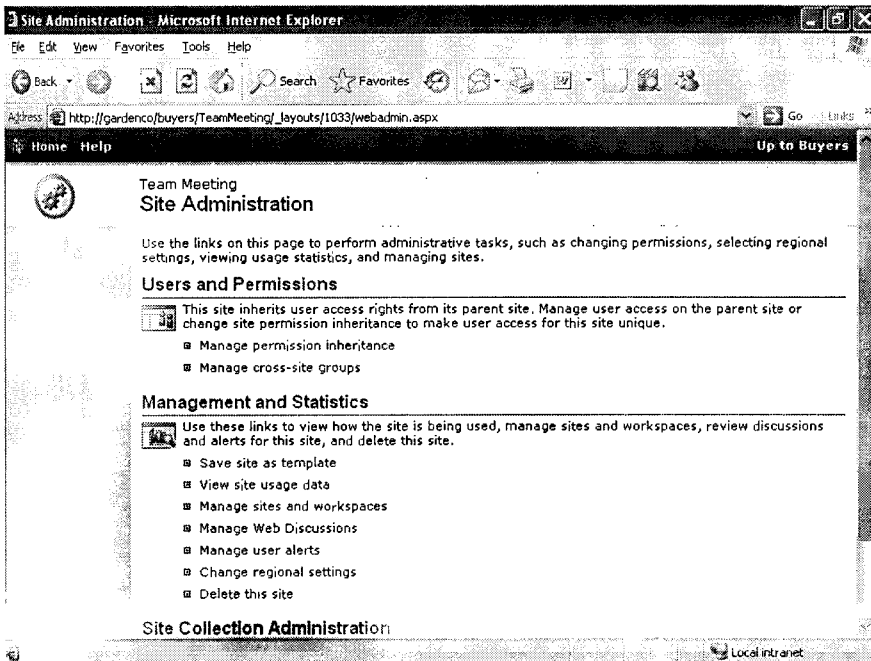 Site Administration - Microsoft Internet Explorer
File Edit View Favorites Tools Help
Back Search Favorites
Address http://gardenco/buyers/TeamMeeting/_layouts/1033/webadmin.aspx Go Links
Home Help Up to Buyers
Team Meeting
Site Administration
Use the links on this page to perform administrative tasks, such as changing permissions, selecting regional
settings, viewing usage statistics, and managing sites.
Users and Permissions
This site inherits user access rights from its parent site. Manage user access on the parent site or
change site permission inheritance to make user access for this site unique.
Manage permission inheritance
Manage cross-site groups
Management and Statistics
Use these links to view how the site is being used, manage sites and workspaces, review discussions
and alerts for this site, and delete this site.
Save site as template
View site usage data
Manage sites and workspaces
Manage Web Discussions
Manage user alerts
Change regional settings
Delete this site
Site Collection Administration
Local intranet